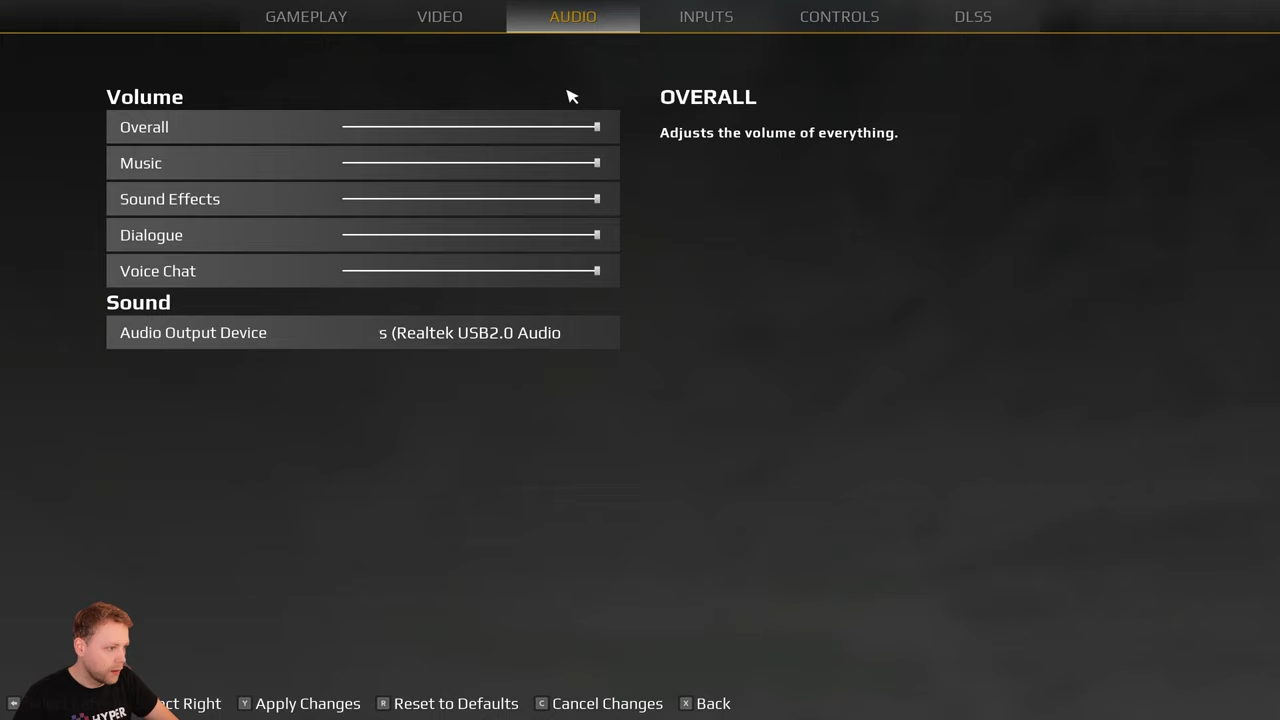 GAMEPLAY VIDEO AUDIO INPUTS CONTROLS DLSS
Volume
Overall
Music
Sound Effects
Dialogue
Voice Chat
Sound
Audio Output Device s (Realtek USB2.0 Audio
OVERALL
Adjusts the volume of everything.
ct Right Y Apply Changes R Reset to Defaults C Cancel Changes X Back
HYPER